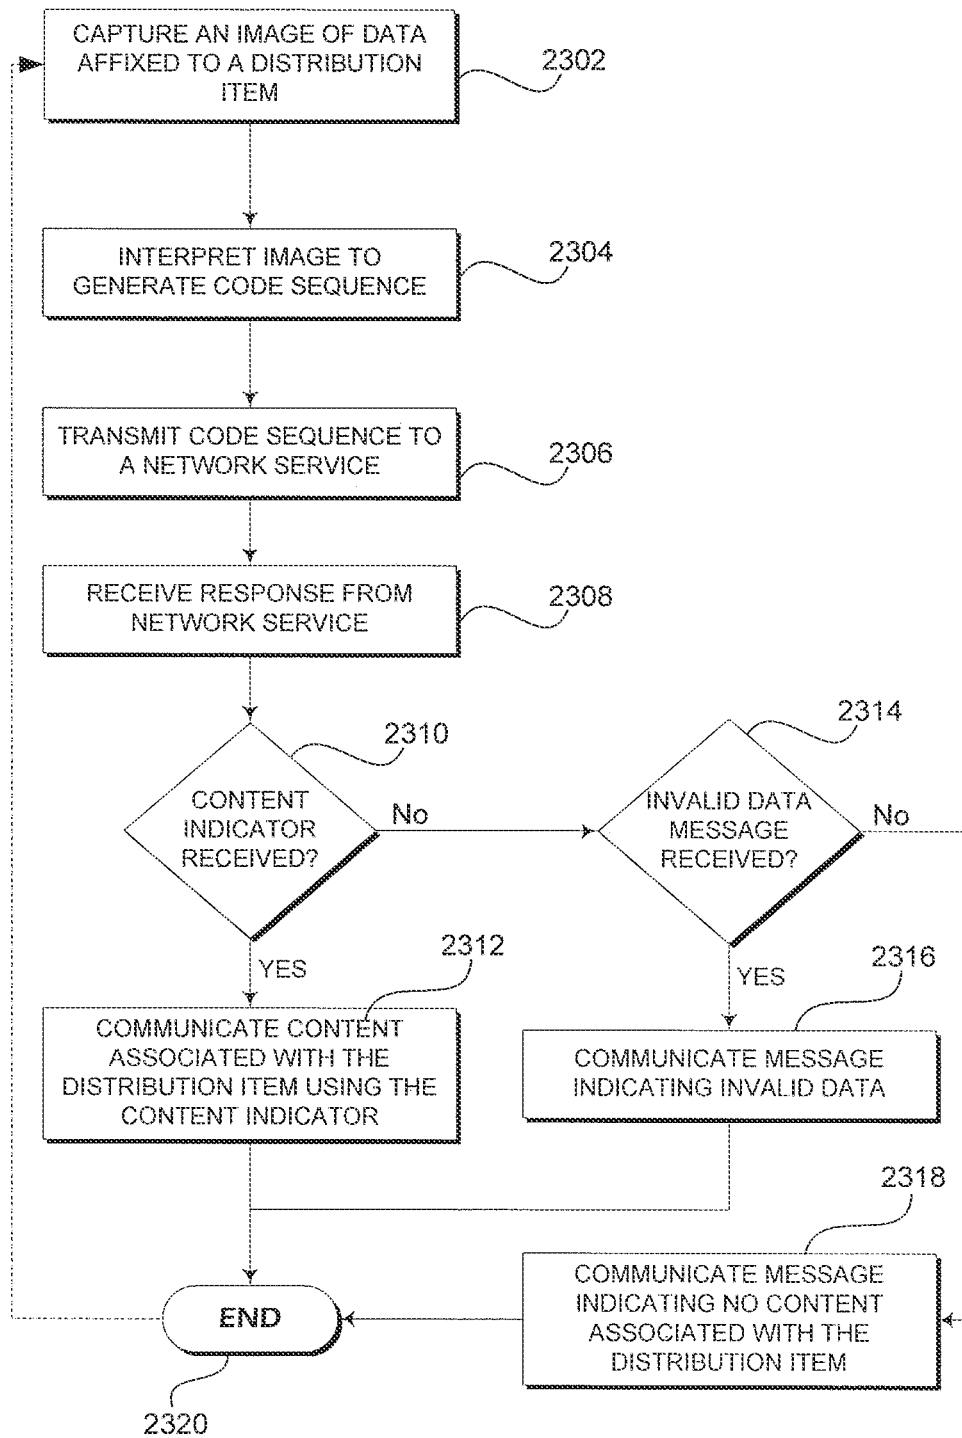 CAPTURE AN IMAGE OF DATA
AFFIXED TO A DISTRIBUTION
ITEM
2302
INTERPRET IMAGE TO
GENERATE CODE SEQUENCE
2304
TRANSMIT CODE SEQUENCE TO
A NETWORK SERVICE
2306
RECEIVE RESPONSE FROM
NETWORK SERVICE
2308
CONTENT
INDICATOR
RECEIVED?
2310
No
YES
INVALID DATA
MESSAGE
RECEIVED?
2314
No
YES
COMMUNICATE CONTENT
ASSOCIATED WITH THE
DISTRIBUTION ITEM USING THE
CONTENT INDICATOR
2312
COMMUNICATE MESSAGE
INDICATING INVALID DATA
2316
COMMUNICATE MESSAGE
INDICATING NO CONTENT
ASSOCIATED WITH THE
DISTRIBUTION ITEM
2318
END
2320